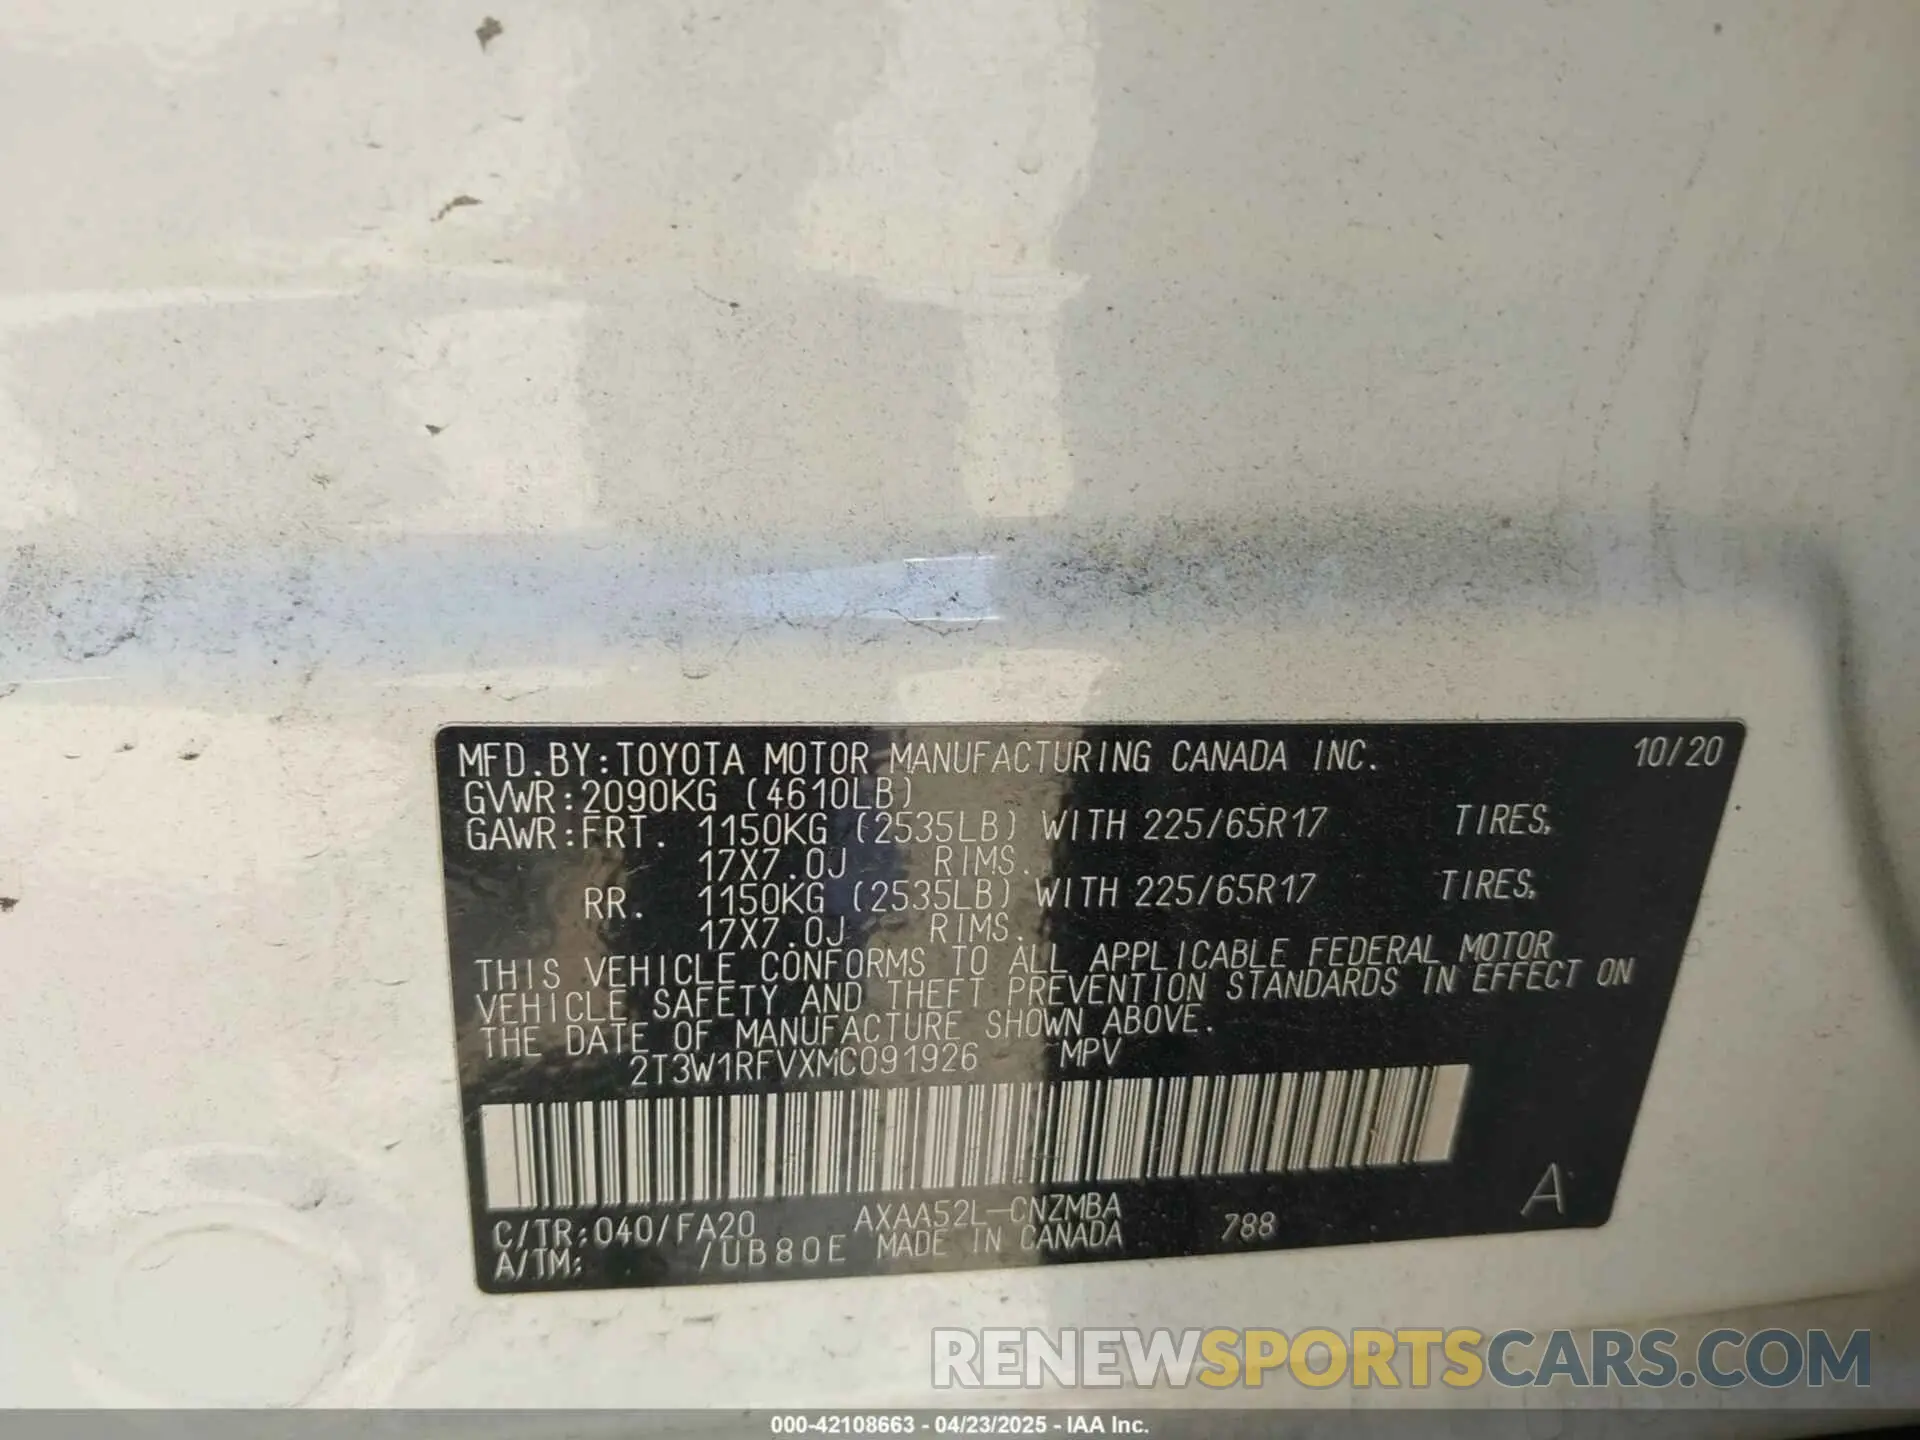 MFD.BY:TOYOTA MOTOR MANUFACTURING CANADA INC. 10/20
GVWR:2090KG (4610LB)
GAWR:FRT. 1150KG (2535LB) WITH 225/65R17 TIRES,
17X7.0J RIMS.
RR. 1150KG (2535LB) WITH 225/65R17 TIRES,
17X7.0J RIMS.
THIS VEHICLE CONFORMS TO ALL APPLICABLE FEDERAL MOTOR
VEHICLE SAFETY AND THEFT PREVENTION STANDARDS IN EFFECT ON
THE DATE OF MANUFACTURE SHOWN ABOVE.
2T3W1RFVXMC091926 MPV
A
C/TR:040/FA20 AXAA52L-CNZMBA 788
A/TM: /UB80E MADE IN CANADA
RENEWSPORTSCARS.COM
000-42108663 - 04/23/2025 - IAA Inc.